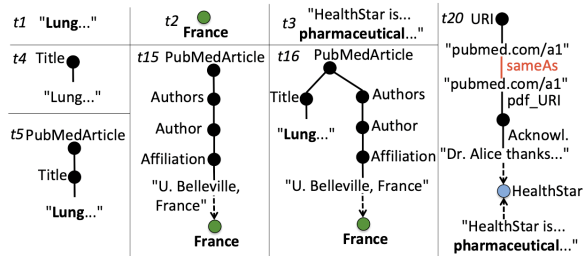 t1 "Lung..."
t2
France
t3 "HealthStar is...
pharmaceutical..."
t4 Title
"Lung..."
t5 PubMedArticle
Title
"Lung..."
t15 PubMedArticle
Authors
Author
Affiliation
"U. Belleville,
France"
France
t16 PubMedArticle
Title
Authors
"Lung..."
Author
Affiliation
"U. Belleville, France"
France
t20 URI
"pubmed.com/a1"
sameAs
"pubmed.com/a1"
pdf_URI
Acknowl.
"Dr. Alice thanks..."
HealthStar
"HealthStar is...
pharmaceutical..."